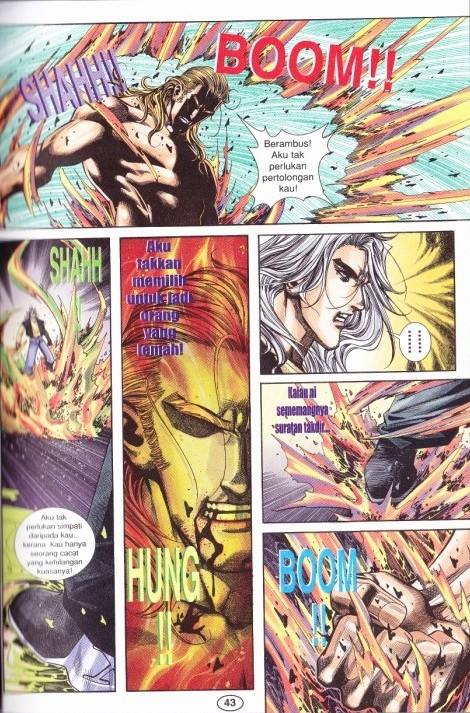 SHAHH!!
BOOM!!
Berambus!
Aku tak
perlukan
pertolongan
kau!
SHAHH
!!
Aku
takkan
memilih
untuk jadi
orang
yang
lemah!
!!!!
Kalau ni
sememangnya
suratan takdir...
Aku tak
perlukan simpati
daripada kau...
kerana kau hanya
seorang cacat
yang kehilangan
kuasanya!
HUNG
!!
BOOM
!!
43